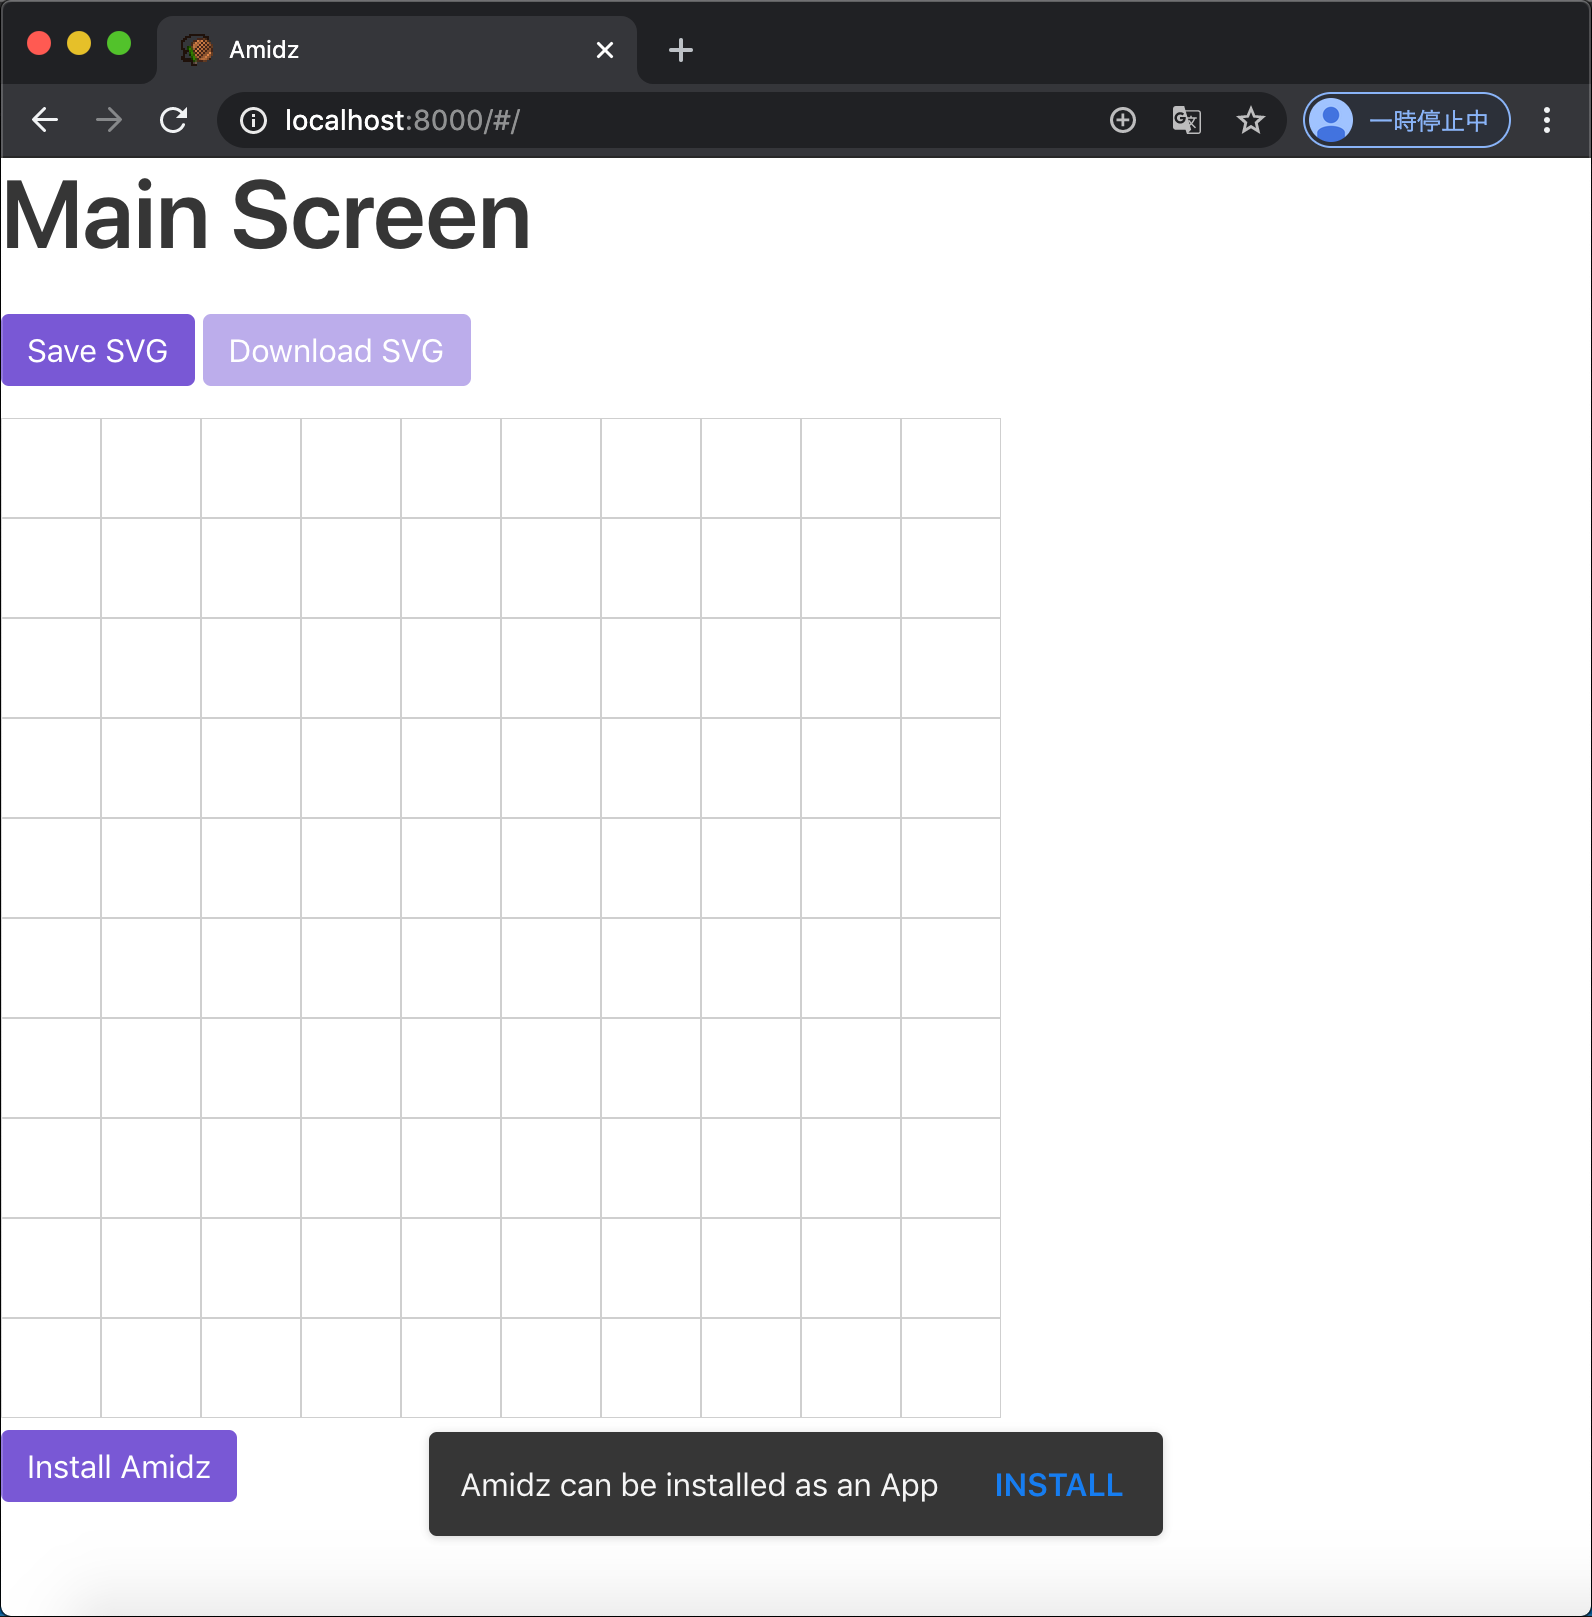 Amidz
localhost:8000/#/
一時停止中
Main Screen
Save SVG
Download SVG
Install Amidz
Amidz can be installed as an App
INSTALL